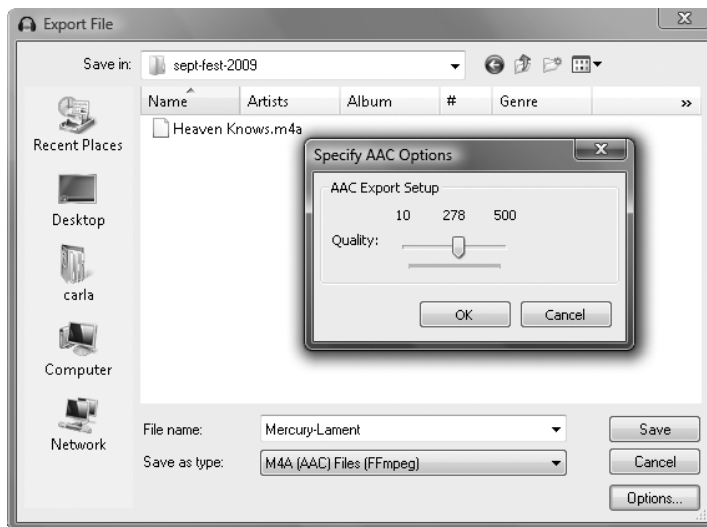 Export File
Save in: sept-fest-2009
Name Artists Album # Genre »
Heaven Knows.m4a
Recent Places
Desktop
carla
Computer
Network
Specify AAC Options
AAC Export Setup
10 278 500
Quality:
OK Cancel
File name: Mercury-Lament Save
Save as type: M4A (AAC) Files (FFmpeg) Cancel
Options...